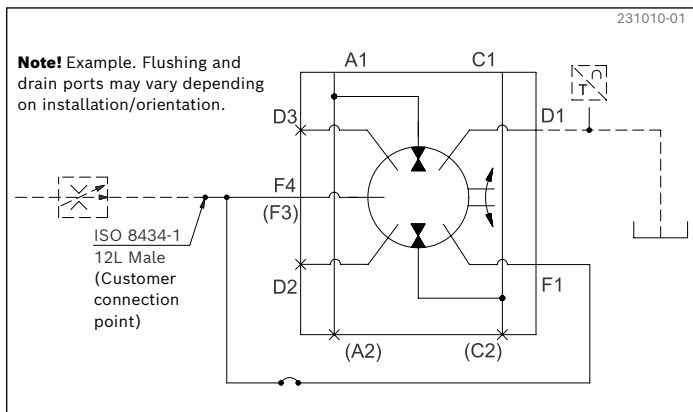 231010-01
Note! Example. Flushing and
drain ports may vary depending
on installation/orientation.
A1
C1
T
D3
D1
F4
(F3)
ISO 8434-1
12L Male
(Customer
connection
point)
D2
F1
(A2)
(C2)